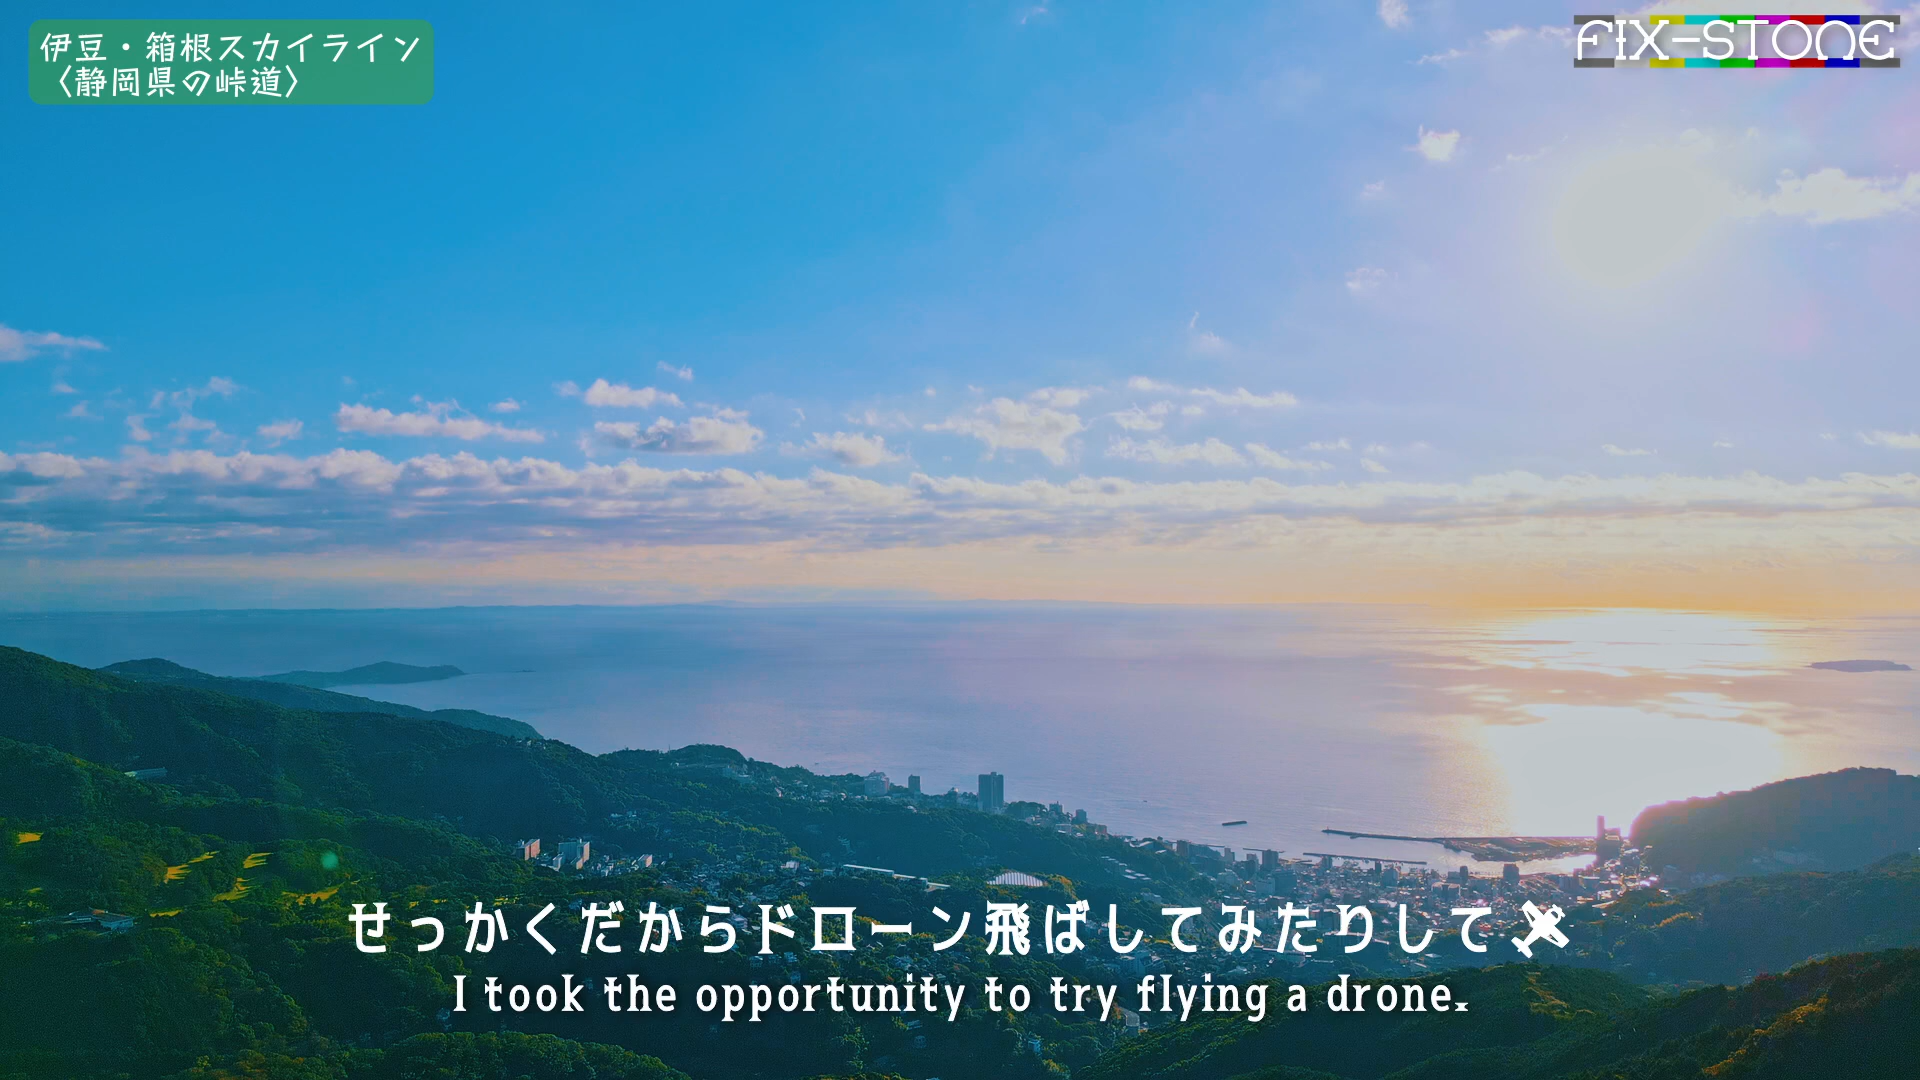 伊豆・箱根スカイライン
〈静岡県の峠道〉
FIX-STONE
せっかくだからドローン飛ばしてみたりして
I took the opportunity to try flying a drone.